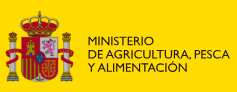 MINISTERIO
DE AGRICULTURA, PESCA
Y ALIMENTACIÓN